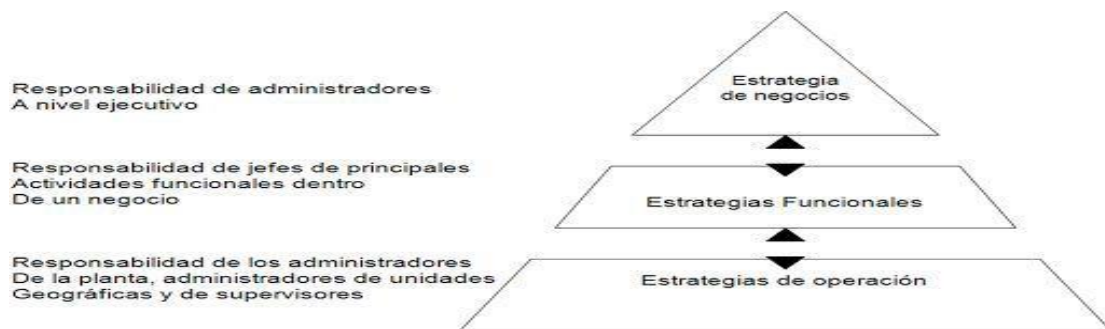 Responsabilidad de administradores
A nivel ejecutivo
Estrategia
de negocios
Responsabilidad de jefes de principales
Actividades funcionales dentro
De un negocio
Estrategias Funcionales
Responsabilidad de los administradores
De la planta, administradores de unidades
Geográficas y de supervisores
Estrategias de operación